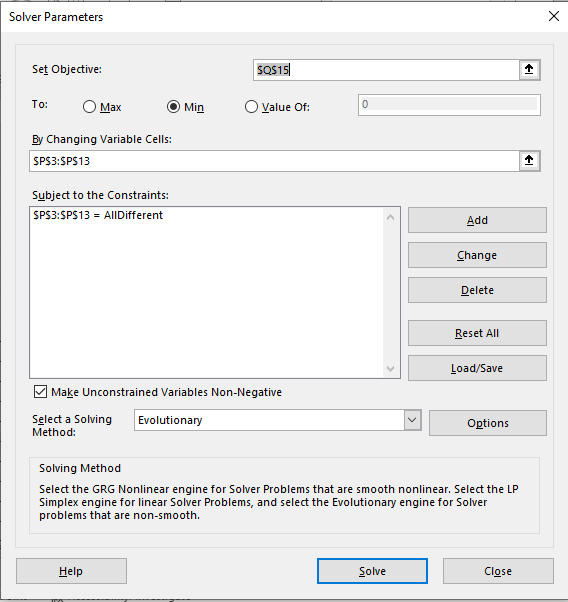 Solver Parameters
Set Objective: $Q$15
To: Max Min Value Of: 0
By Changing Variable Cells:
$P$3:$P$13
Subject to the Constraints:
$P$3:$P$13 = AllDifferent
Add
Change
Delete
Reset All
Load/Save
Make Unconstrained Variables Non-Negative
Select a Solving
Method:
Evolutionary
Options
Solving Method
Select the GRG Nonlinear engine for Solver Problems that are smooth nonlinear. Select the LP
Simplex engine for linear Solver Problems, and select the Evolutionary engine for Solver
problems that are non-smooth.
Help
Solve
Close